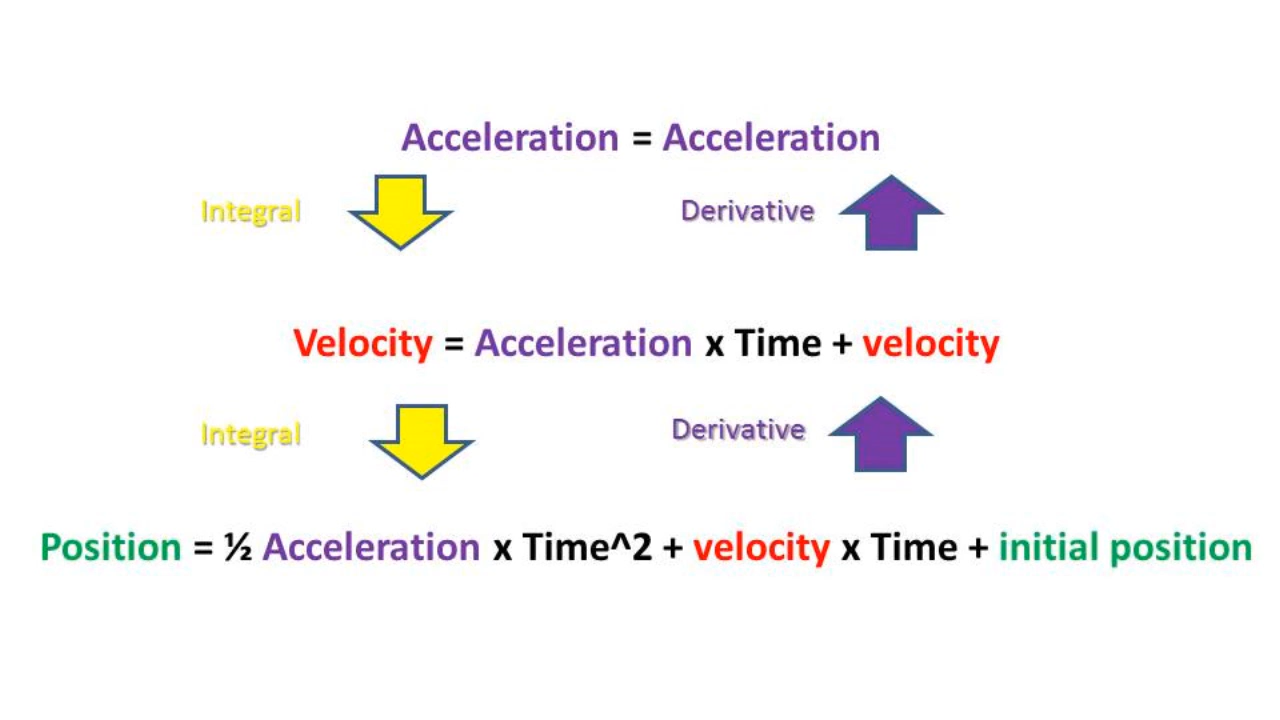 Acceleration = Acceleration
Integral Derivative
Velocity = Acceleration x Time + velocity
Integral Derivative
Position = ½ Acceleration x Time^2 + velocity x Time + initial position